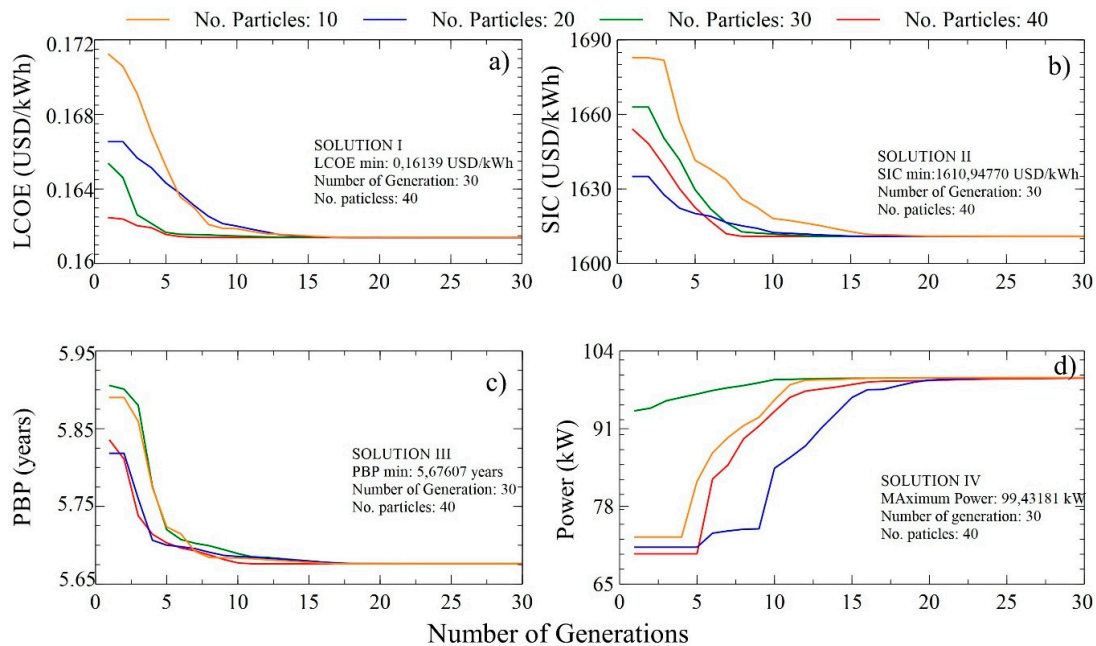 No. Particles: 10 No. Particles: 20 No. Particles: 30 No. Particles: 40
a)
LCOE (USD/kWh)
0.172
0.168
0.164
0.16
SOLUTION I
LCOE min: 0,16139 USD/kWh
Number of Generation: 30
No. paticless: 40
0 5 10 15 20 25 30
b)
SIC (USD/kWh)
1690
1660
1630
1600
SOLUTION II
SIC min:1610,94770 USD/kWh
Number of Generation: 30
No. paticles: 40
0 5 10 15 20 25 30
c)
PBP (years)
5.95
5.85
5.75
5.65
SOLUTION III
PBP min: 5,67607 years
Number of Generation: 30
No. particles: 40
0 5 10 15 20 25 30
d)
Power (kW)
104
91
78
65
SOLUTION IV
MAximum Power: 99,43181 kW
Number of generation: 30
No. paticles: 40
0 5 10 15 20 25 30
Number of Generations